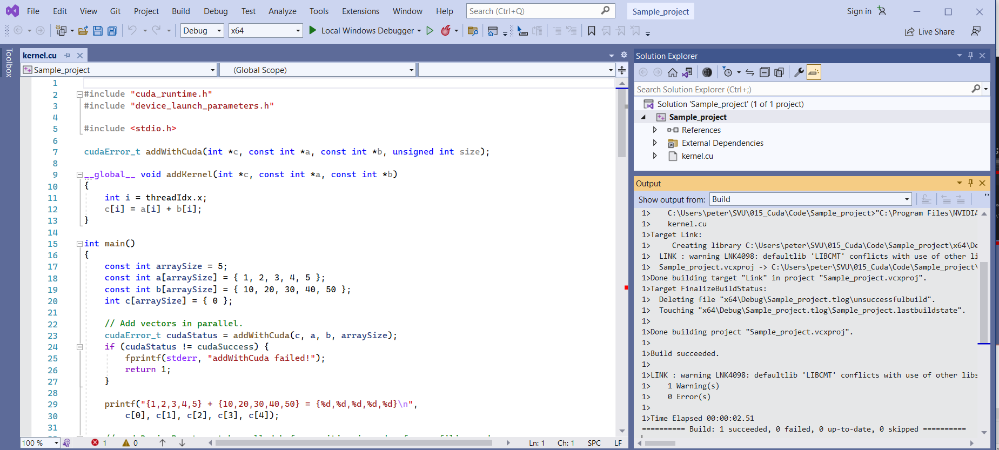 File Edit View Git Project Build Debug Test Analyze Tools Extensions Window Help Search (Ctrl+Q) Sample_project Sign in
Debug x64 Local Windows Debugger Live Share
Toolbox
kernel.cu
Sample_project (Global Scope)
1
2 #include "cuda_runtime.h"
3 #include "device_launch_parameters.h"
4
5 #include <stdio.h>
6
7 cudaError_t addWithCuda(int *c, const int *a, const int *b, unsigned int size);
8
9 __global__ void addKernel(int *c, const int *a, const int *b)
10 {
11 int i = threadIdx.x;
12 c[i] = a[i] + b[i];
13 }
14
15 int main()
16 {
17 const int arraySize = 5;
18 const int a[arraySize] = { 1, 2, 3, 4, 5 };
19 const int b[arraySize] = { 10, 20, 30, 40, 50 };
20 int c[arraySize] = { 0 };
21
22 // Add vectors in parallel.
23 cudaError_t cudaStatus = addWithCuda(c, a, b, arraySize);
24 if (cudaStatus != cudaSuccess) {
25 fprintf(stderr, "addWithCuda failed!");
26 return 1;
27 }
28
29 printf("{1,2,3,4,5} + {10,20,30,40,50} = {%d,%d,%d,%d,%d}\n",
30 c[0], c[1], c[2], c[3], c[4]);
31
100 % 1 0 Ln: 1 Ch: 1 SPC LF
Solution Explorer
Search Solution Explorer (Ctrl+;)
Solution 'Sample_project' (1 of 1 project)
Sample_project
References
External Dependencies
kernel.cu
Output
Show output from: Build
1> C:\Users\peter\SVU\015_Cuda\Code\Sample_project>"C:\Program Files\NVIDIA
1> kernel.cu
1>Target Link:
1> Creating library C:\Users\peter\SVU\015_Cuda\Code\Sample_project\x64\De
1> LINK : warning LNK4098: defaultlib 'LIBCMT' conflicts with use of other li
1> Sample_project.vcxproj -> C:\Users\peter\SVU\015_Cuda\Code\Sample_project\
1>Done building target "Link" in project "Sample_project.vcxproj".
1>Target FinalizeBuildStatus:
1> Deleting file "x64\Debug\Sample_project.tlog\unsuccessfulbuild".
1> Touching "x64\Debug\Sample_project.tlog\Sample_project.lastbuildstate".
1>
1>Done building project "Sample_project.vcxproj".
1>
1>Build succeeded.
1>
1>LINK : warning LNK4098: defaultlib 'LIBCMT' conflicts with use of other libs
1> 1 Warning(s)
1> 0 Error(s)
1>
1>Time Elapsed 00:00:02.51
========== Build: 1 succeeded, 0 failed, 0 up-to-date, 0 skipped ==========